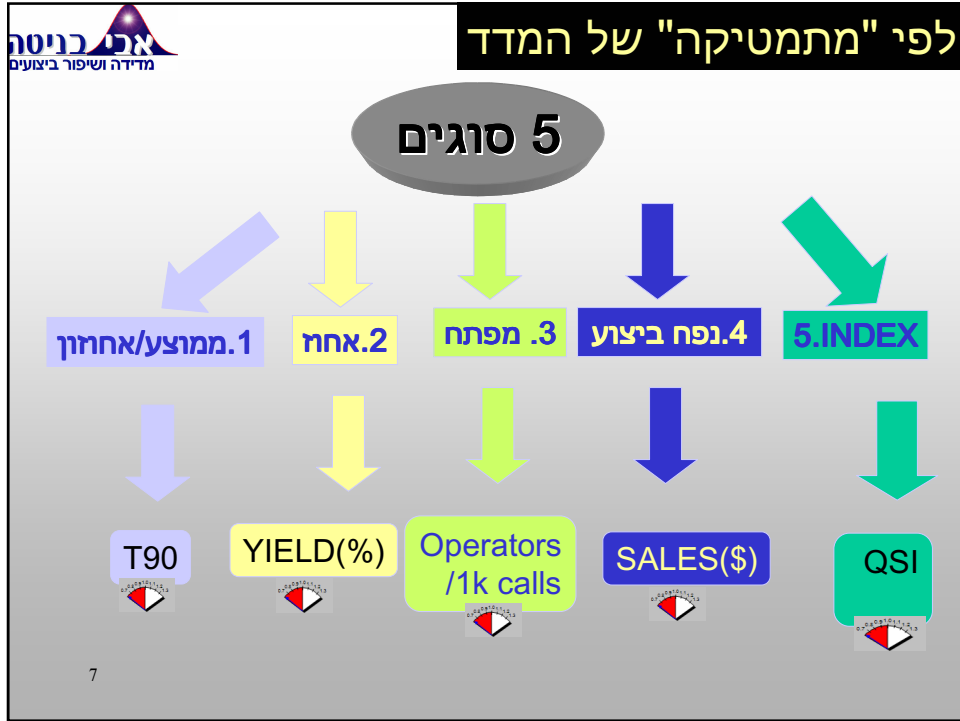 אבי בניטה
מדידה ושיפור ביצועים
לפי "מתמטיקה" של המדד
5 סוגים
1.ממוצע/אחוזון
2.אחוז
3. מפתח
4.נפח ביצוע
5.INDEX
T90
YIELD(%)
Operators
/1k calls
SALES($)
QSI
7